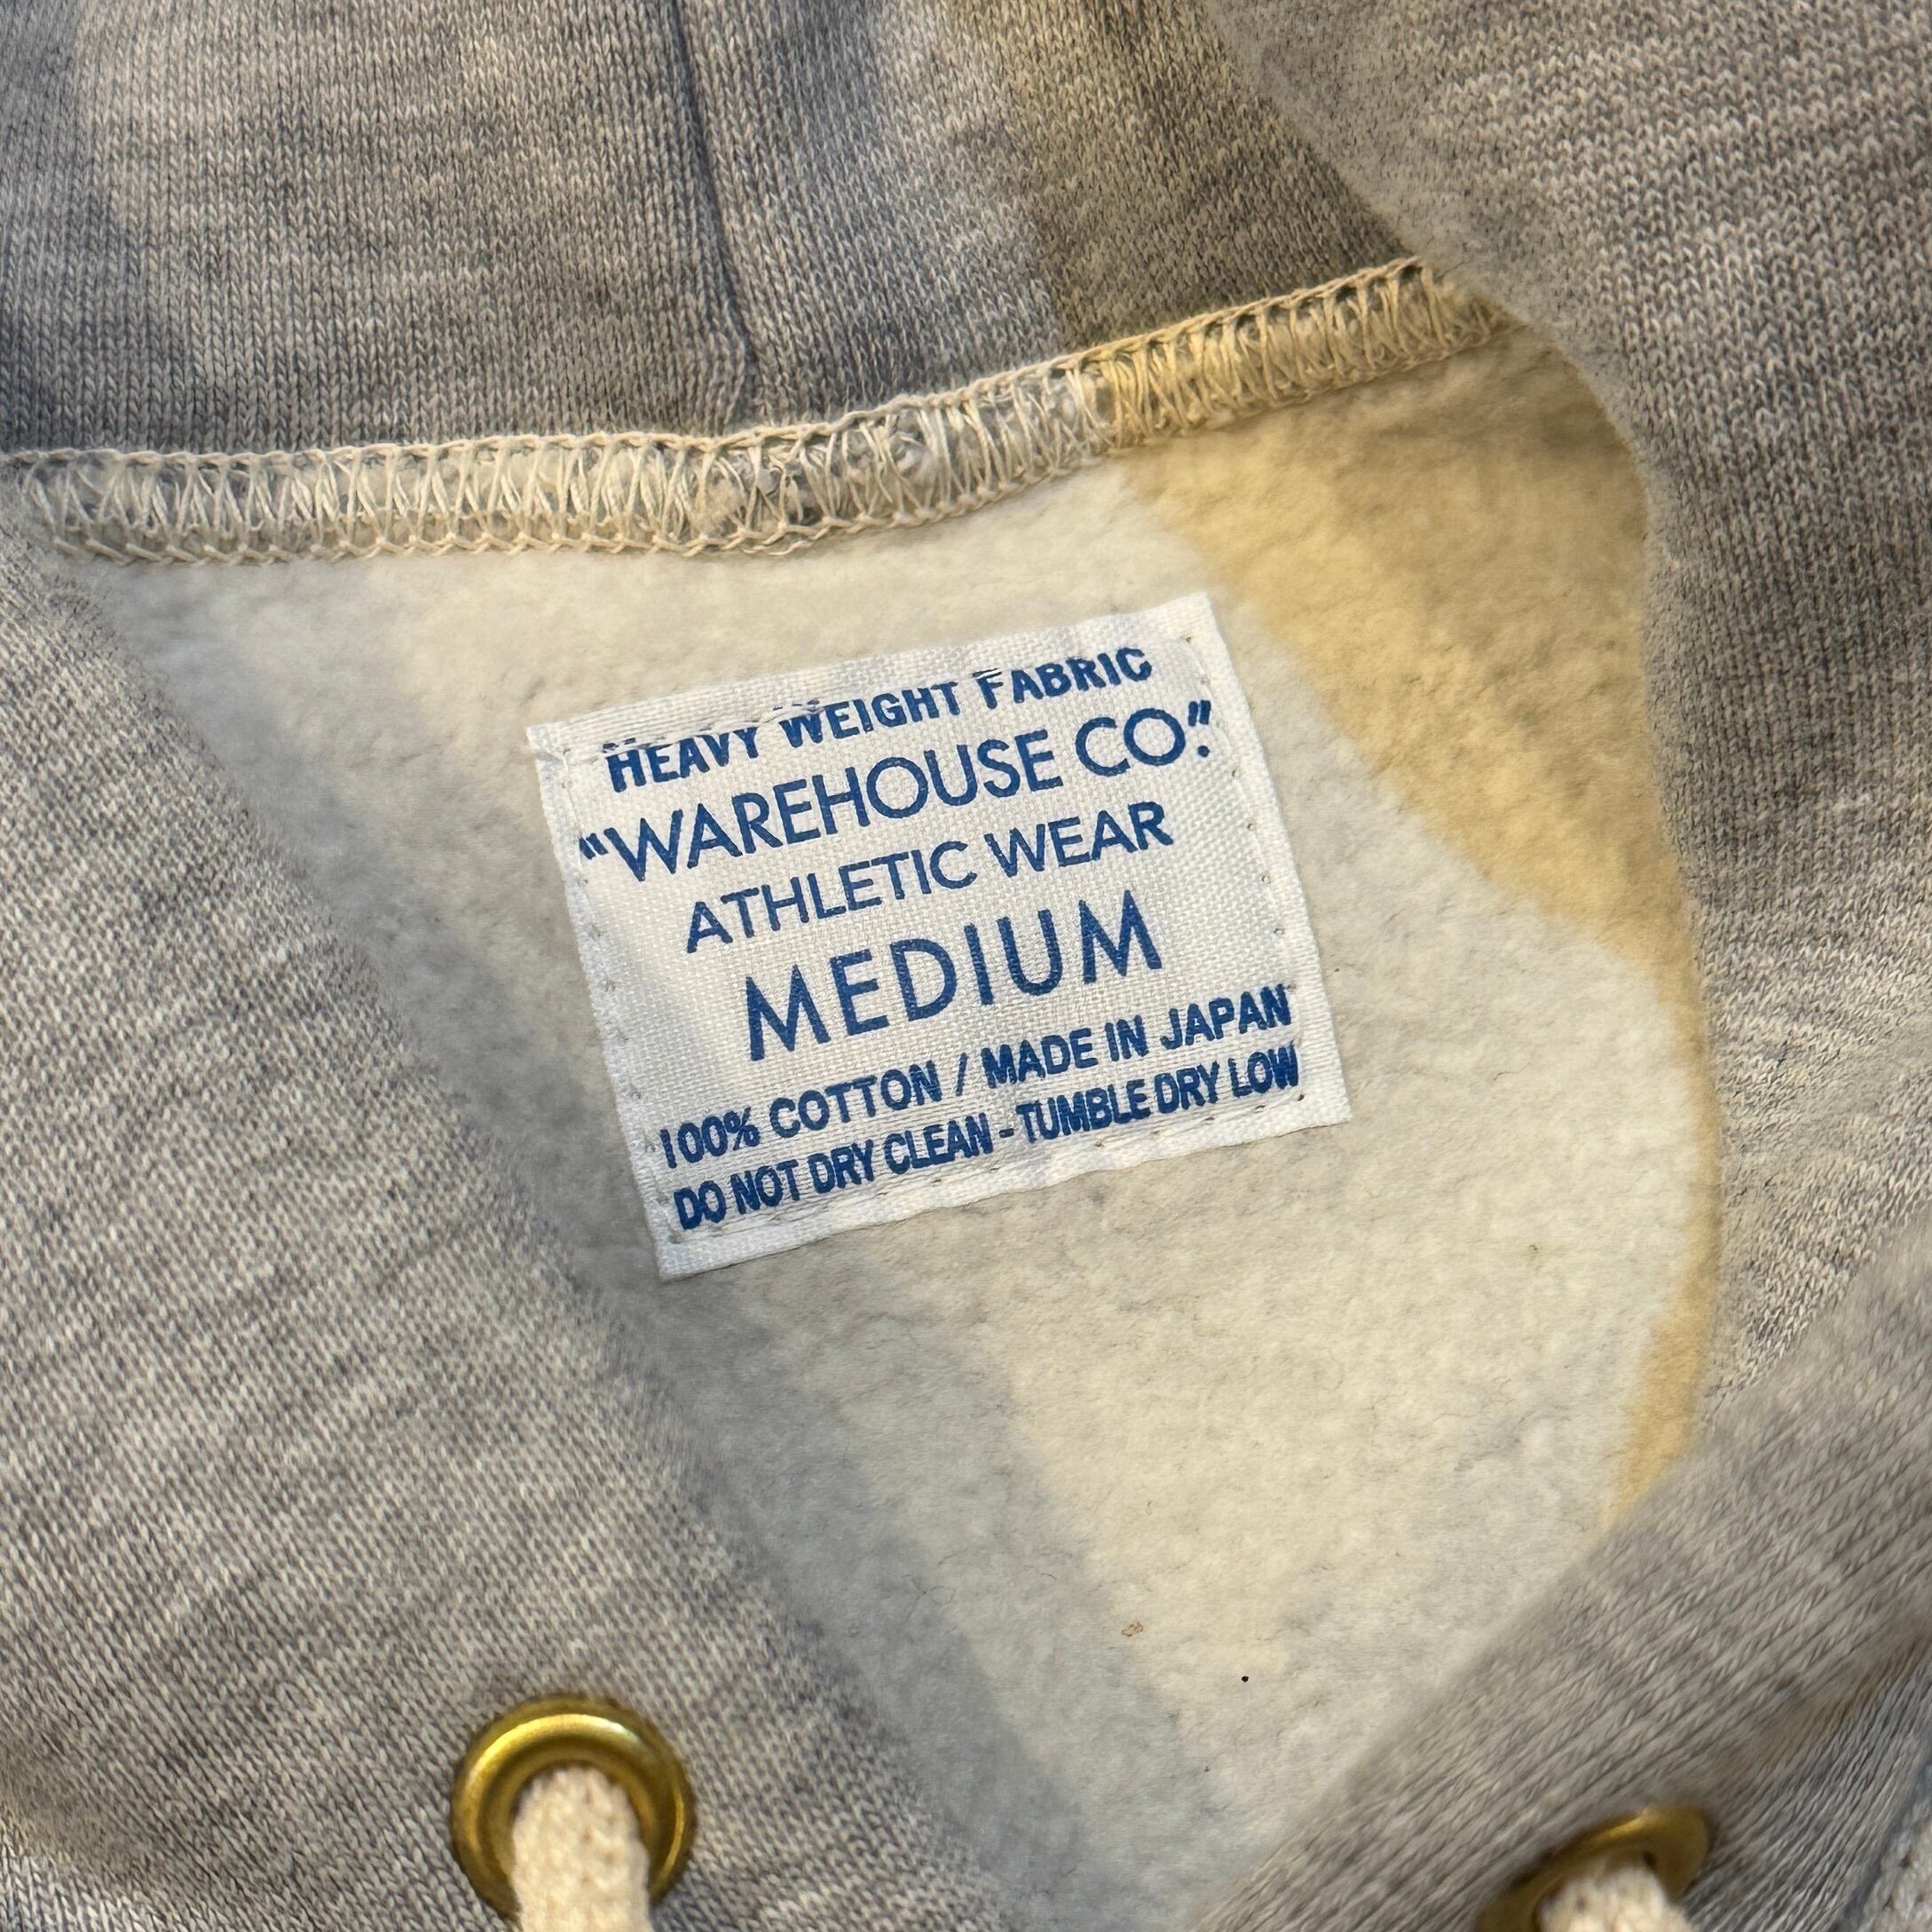 HEAVY WEIGHT FABRIC
"WAREHOUSE CO."
ATHLETIC WEAR
MEDIUM
100% COTTON / MADE IN JAPAN
DO NOT DRY CLEAN - TUMBLE DRY LOW